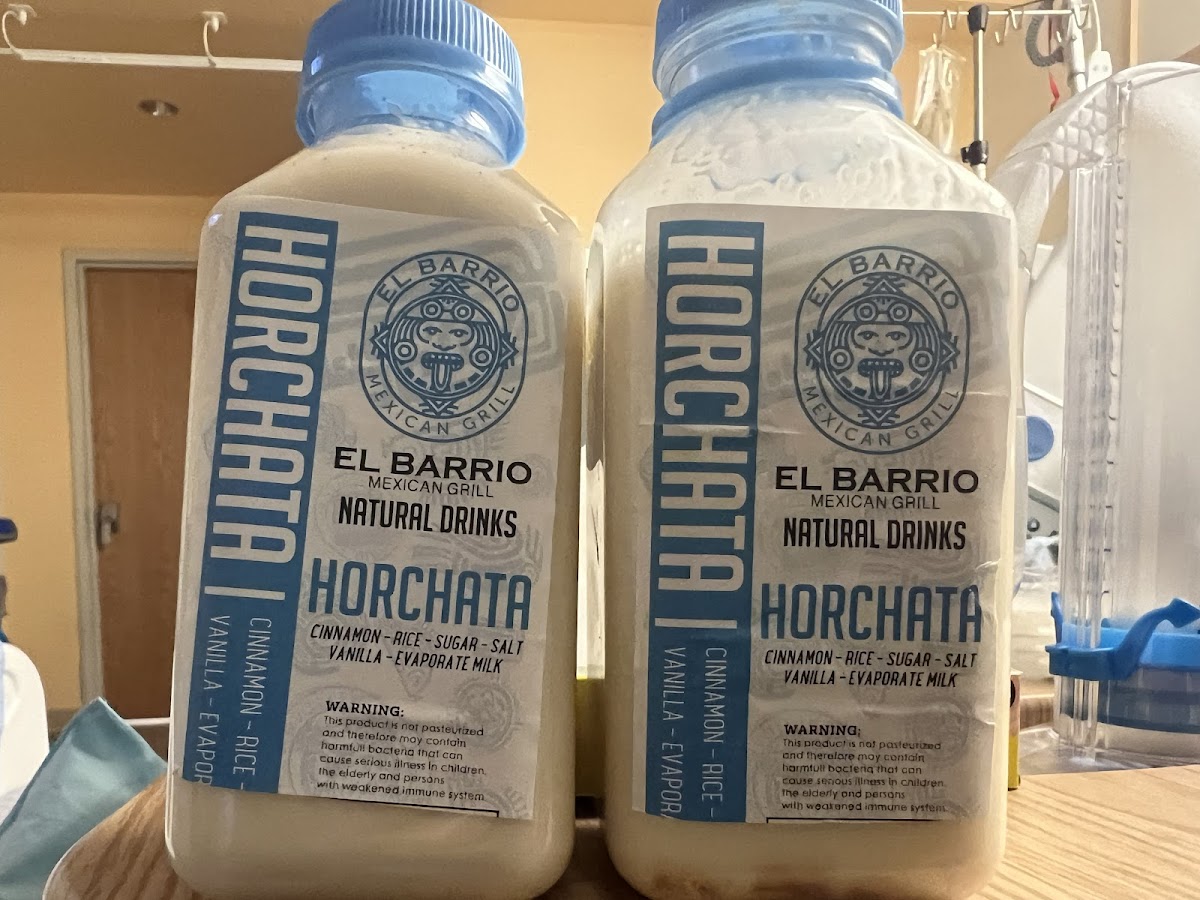 HORCHATA |
CINNAMON - RICE -
VANILLA - EVAPOR
EL BARRIO
MEXICAN GRILL
EL BARRIO
MEXICAN GRILL
NATURAL DRINKS
HORCHATA
CINNAMON - RICE - SUGAR - SALT
VANILLA - EVAPORATE MILK
WARNING:
This product is not pasteurized
and therefore may contain
harmfull bacteria that can
cause serious illness in children,
the elderly and persons
with weakened immune system
HORCHATA |
CINNAMON - RICE -
VANILLA - EVAPOR
EL BARRIO
MEXICAN GRILL
EL BARRIO
MEXICAN GRILL
NATURAL DRINKS
HORCHATA
CINNAMON - RICE - SUGAR - SALT
VANILLA - EVAPORATE MILK
WARNING:
This product is not pasteurized
and therefore may contain
harmfull bacteria that can
cause serious illness in children,
the elderly and persons
with weakened immune system